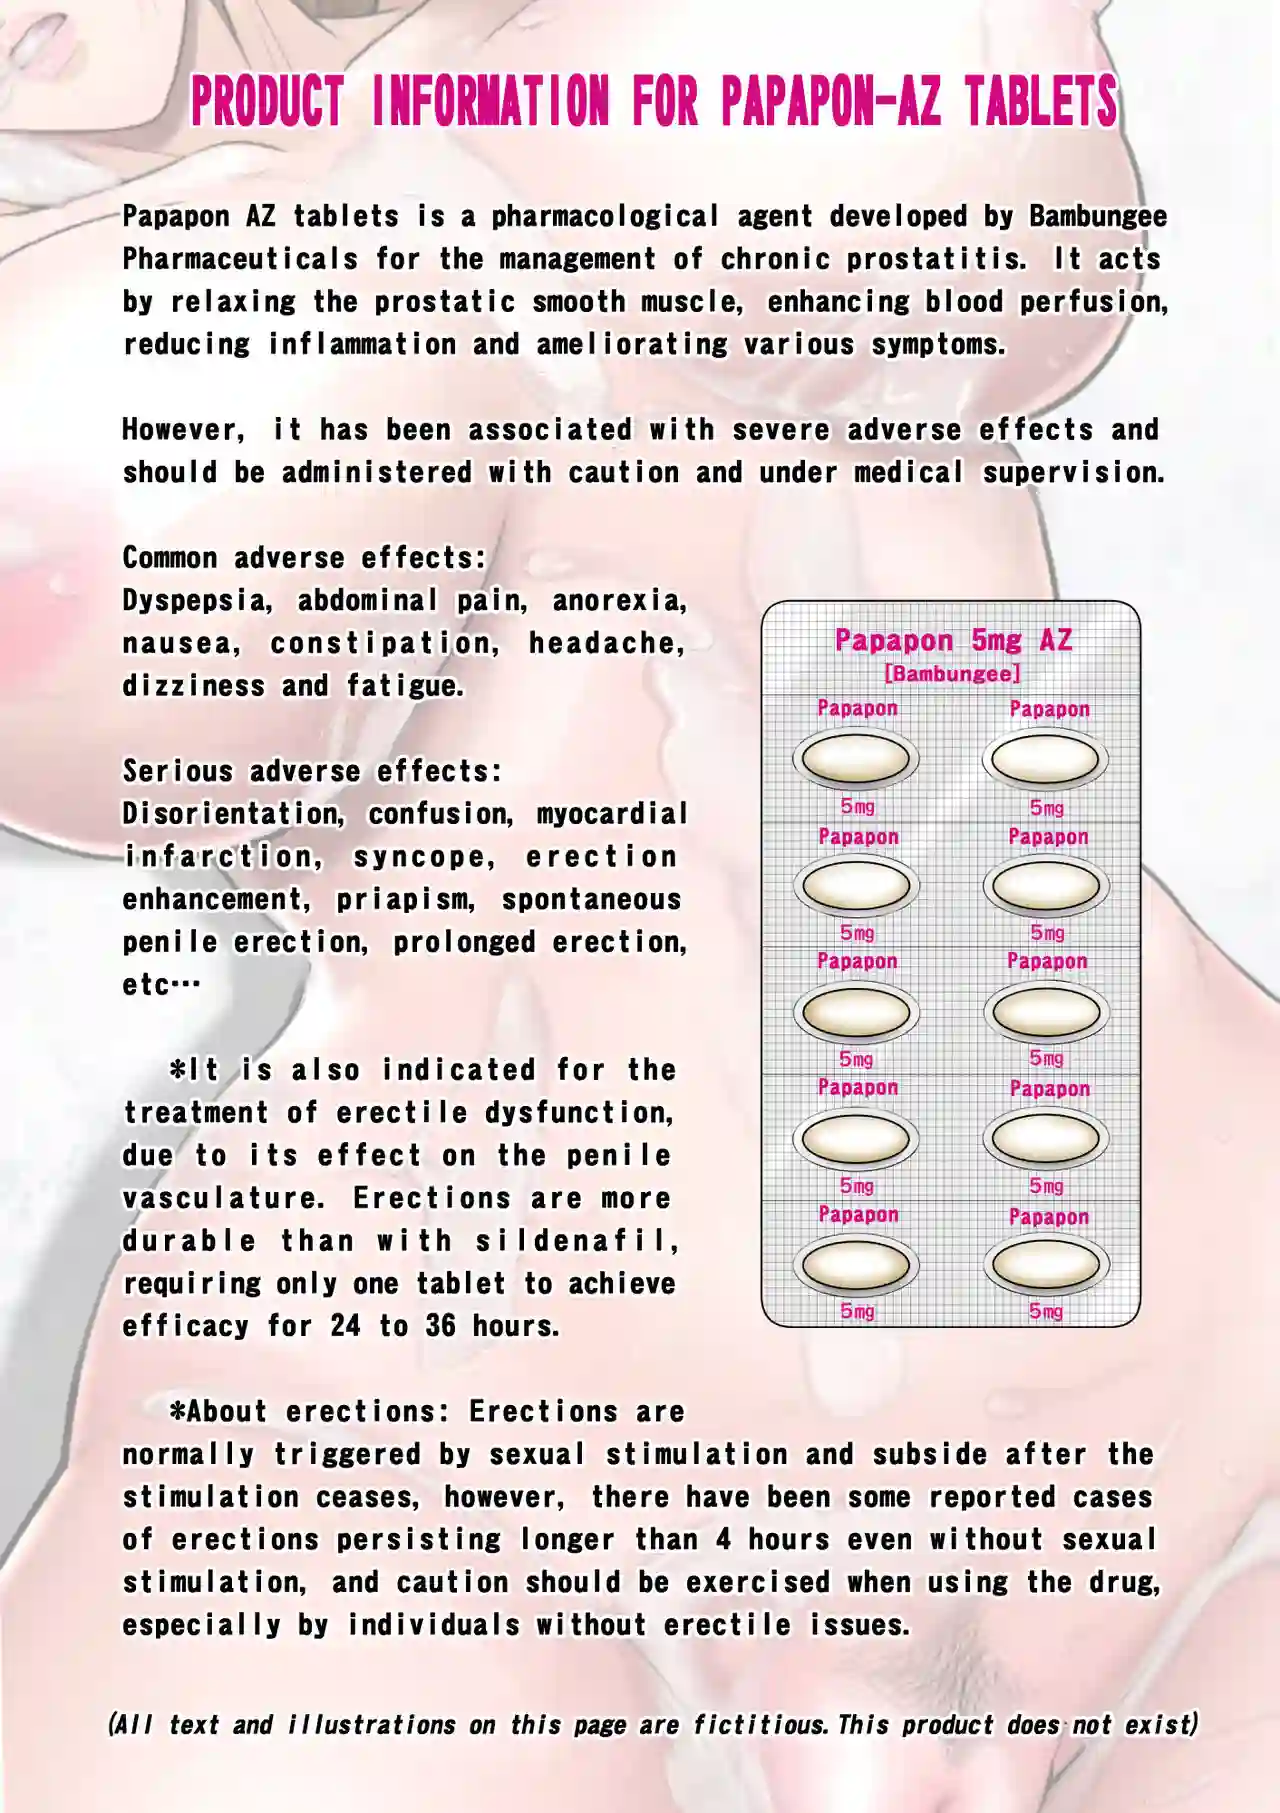 PRODUCT INFORMATION FOR PAPAPON-AZ TABLETS
Papapon AZ tablets is a pharmacological agent developed by Bambungee
Pharmaceuticals for the management of chronic prostatitis. It acts
by relaxing the prostatic smooth muscle, enhancing blood perfusion,
reducing inflammation and ameliorating various symptoms.
However, it has been associated with severe adverse effects and
should be administered with caution and under medical supervision.
Common adverse effects:
Dyspepsia, abdominal pain, anorexia,
nausea, constipation, headache,
dizziness and fatigue.
Serious adverse effects:
Disorientation, confusion, myocardial
infarction, syncope, erection
enhancement, priapism, spontaneous
penile erection, prolonged erection,
etc…
*It is also indicated for the
treatment of erectile dysfunction,
due to its effect on the penile
vasculature. Erections are more
durable than with sildenafil,
requiring only one tablet to achieve
efficacy for 24 to 36 hours.
Papapon 5mg AZ
[Bambungee]
Papapon Papapon
5mg 5mg
Papapon Papapon
5mg 5mg
Papapon Papapon
5mg 5mg
Papapon Papapon
5mg 5mg
Papapon Papapon
5mg 5mg
*About erections: Erections are
normally triggered by sexual stimulation and subside after the
stimulation ceases, however, there have been some reported cases
of erections persisting longer than 4 hours even without sexual
stimulation, and caution should be exercised when using the drug,
especially by individuals without erectile issues.
(All text and illustrations on this page are fictitious. This product does not exist)